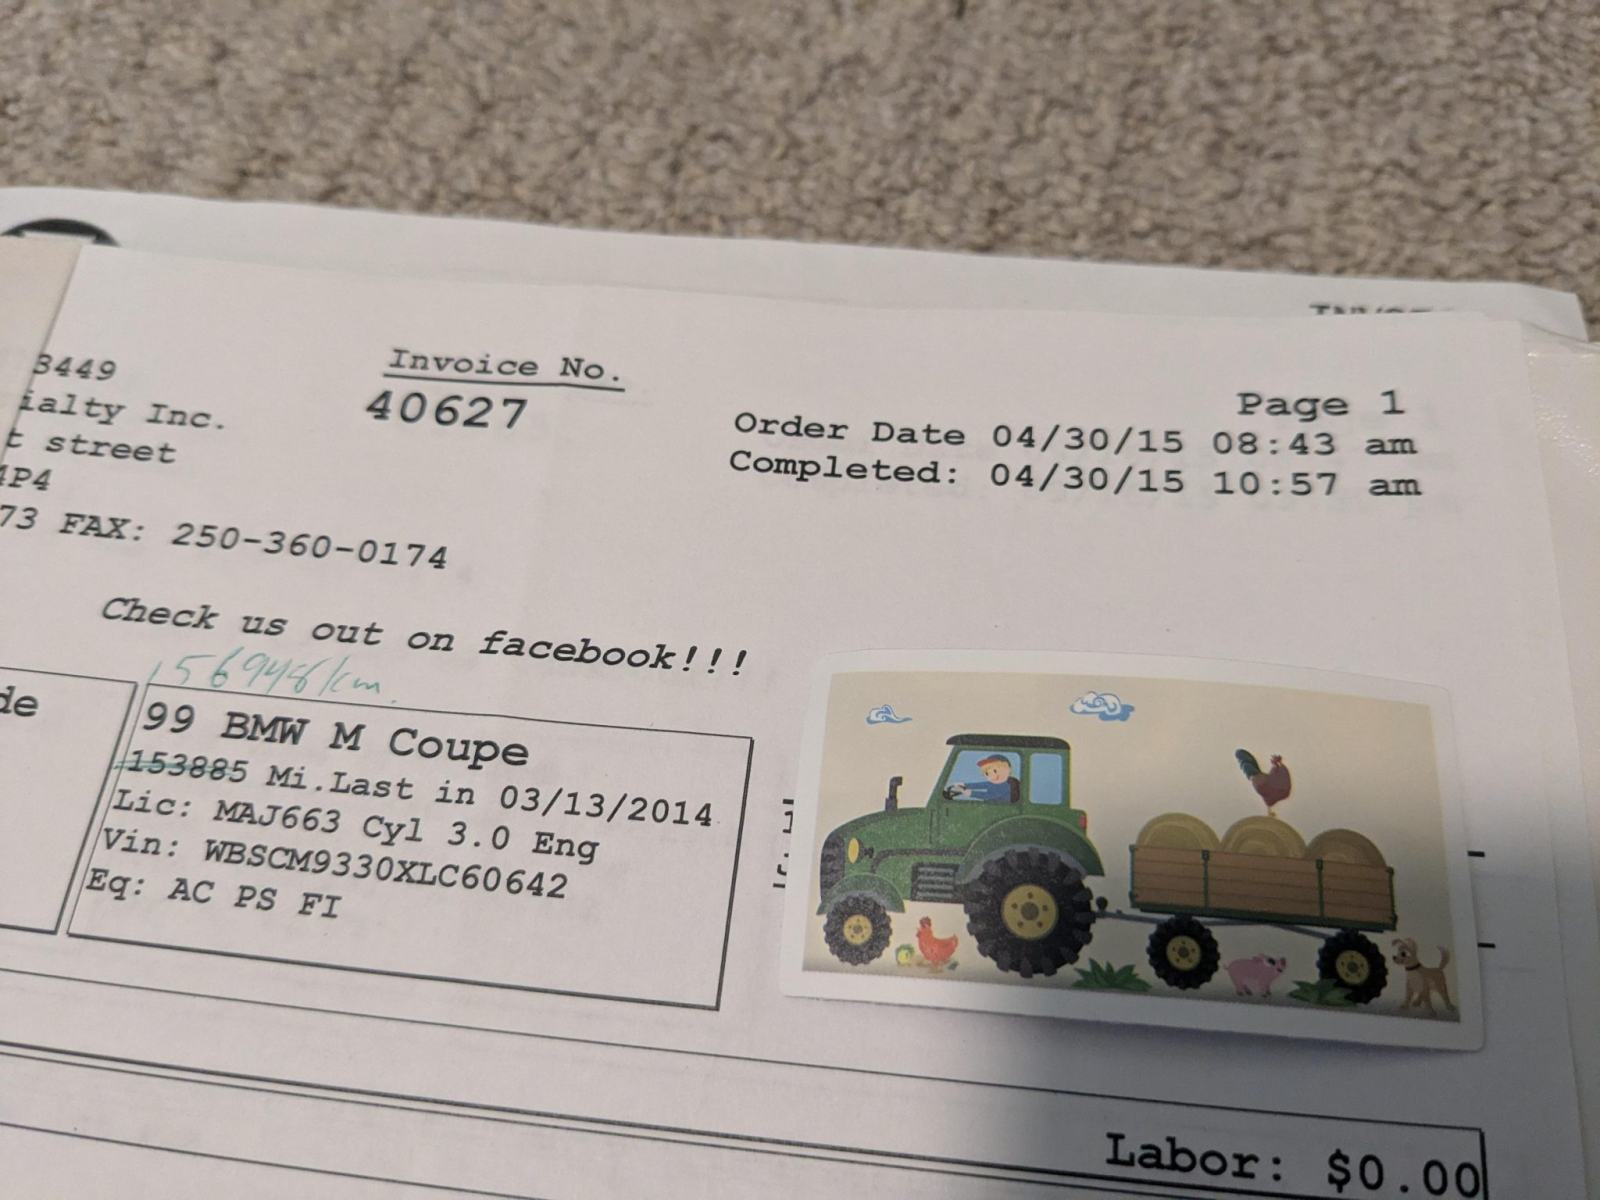 Invoice No.
40627
Page 1
Order Date 04/30/15 08:43 am
Completed: 04/30/15 10:57 am
3449
ialty Inc.
t street
4P4
73 FAX: 250-360-0174
Check us out on facebook!!!
156948 km
de
99 BMW M Coupe
153885 Mi.Last in 03/13/2014
Lic: MAJ663 Cyl 3.0 Eng
Vin: WBSCM9330XLC60642
Eq: AC PS FI
Labor: $0.00